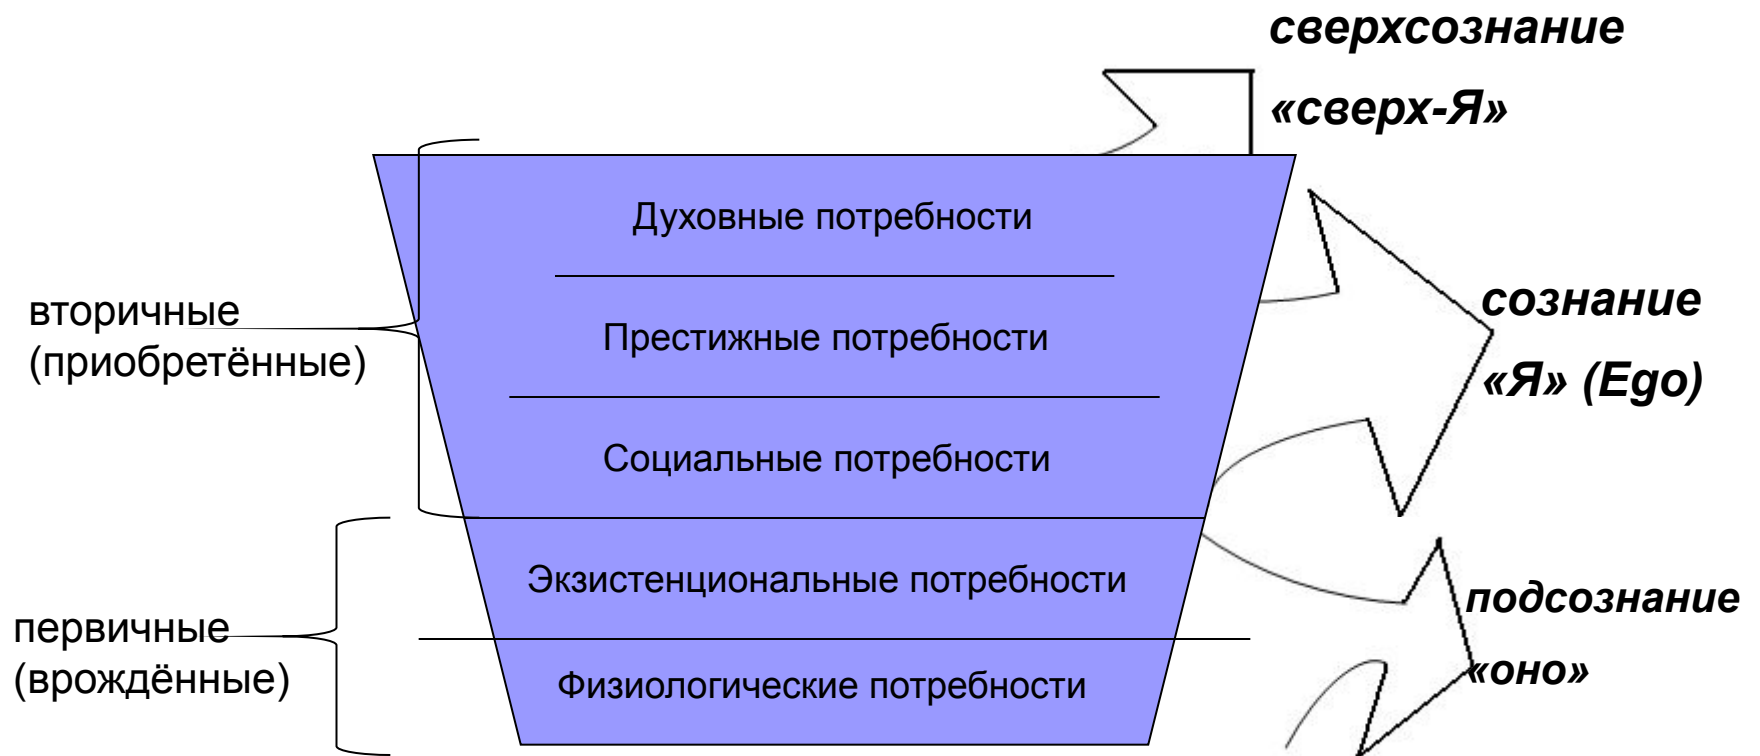 сверхсознание
«сверх-Я»
Духовные потребности
вторичные
(приобретённые)
Престижные потребности
сознание
«Я» (Ego)
Социальные потребности
Экзистенциональные потребности
подсознание
«оно»
первичные
(врождённые)
Физиологические потребности